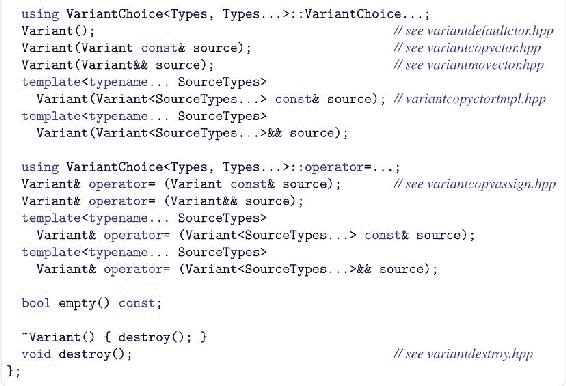 using VariantChoice<Types, Types...>::VariantChoice...;
Variant(); // see variantdefaultctor.hpp
Variant(Variant const& source); // see variantcopyctor.hpp
Variant(Variant&& source); // see variantmovector.hpp
template<typename... SourceTypes>
Variant(Variant<SourceTypes...> const& source); // variantcopyctortmpl.hpp
template<typename... SourceTypes>
Variant(Variant<SourceTypes...>&& source);
using VariantChoice<Types, Types...>::operator=...;
Variant& operator= (Variant const& source); // see variantcopyassign.hpp
Variant& operator= (Variant&& source);
template<typename... SourceTypes>
Variant& operator= (Variant<SourceTypes...> const& source);
template<typename... SourceTypes>
Variant& operator= (Variant<SourceTypes...>&& source);
bool empty() const;
~Variant() { destroy(); }
void destroy(); // see variantdestroy.hpp
};